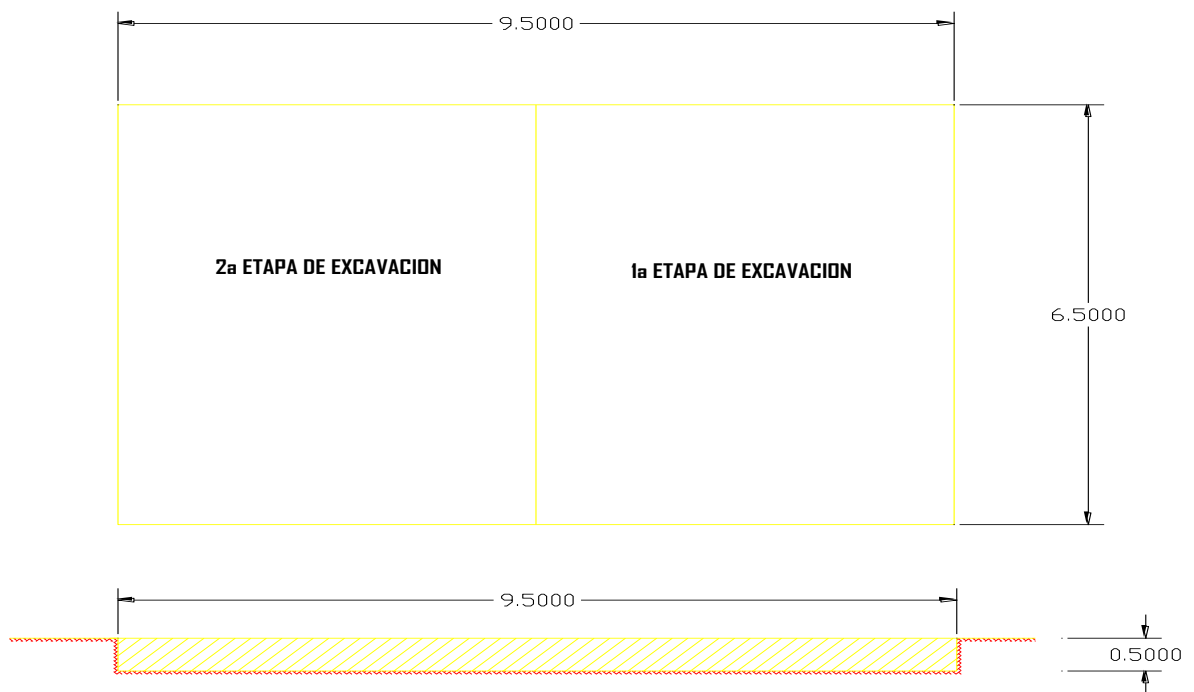 9.5000
2a ETAPA DE EXCAVACION
1a ETAPA DE EXCAVACION
6.5000
9.5000
0.5000